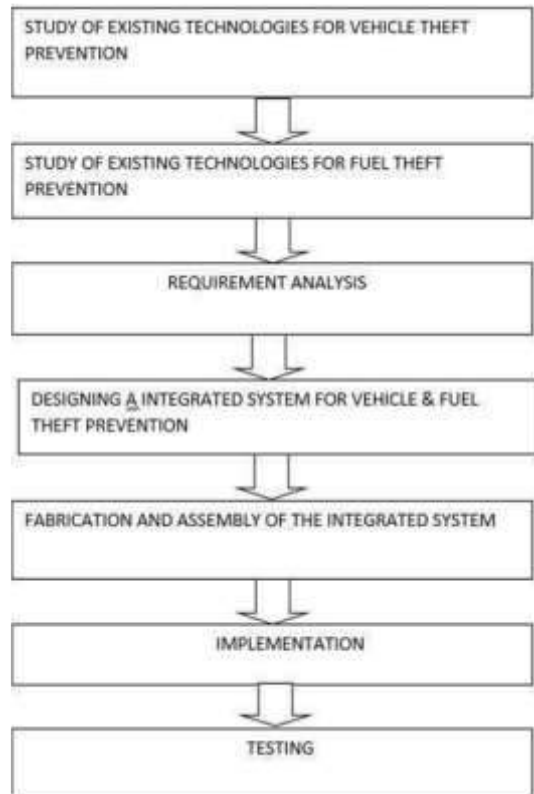 STUDY OF EXISTING TECHNOLOGIES FOR VEHICLE THEFT
PREVENTION
STUDY OF EXISTING TECHNOLOGIES FOR FUEL THEFT
PREVENTION
REQUIREMENT ANALYSIS
DESIGNING A INTEGRATED SYSTEM FOR VEHICLE & FUEL
THEFT PREVENTION
FABRICATION AND ASSEMBLY OF THE INTEGRATED SYSTEM
IMPLEMENTATION
TESTING